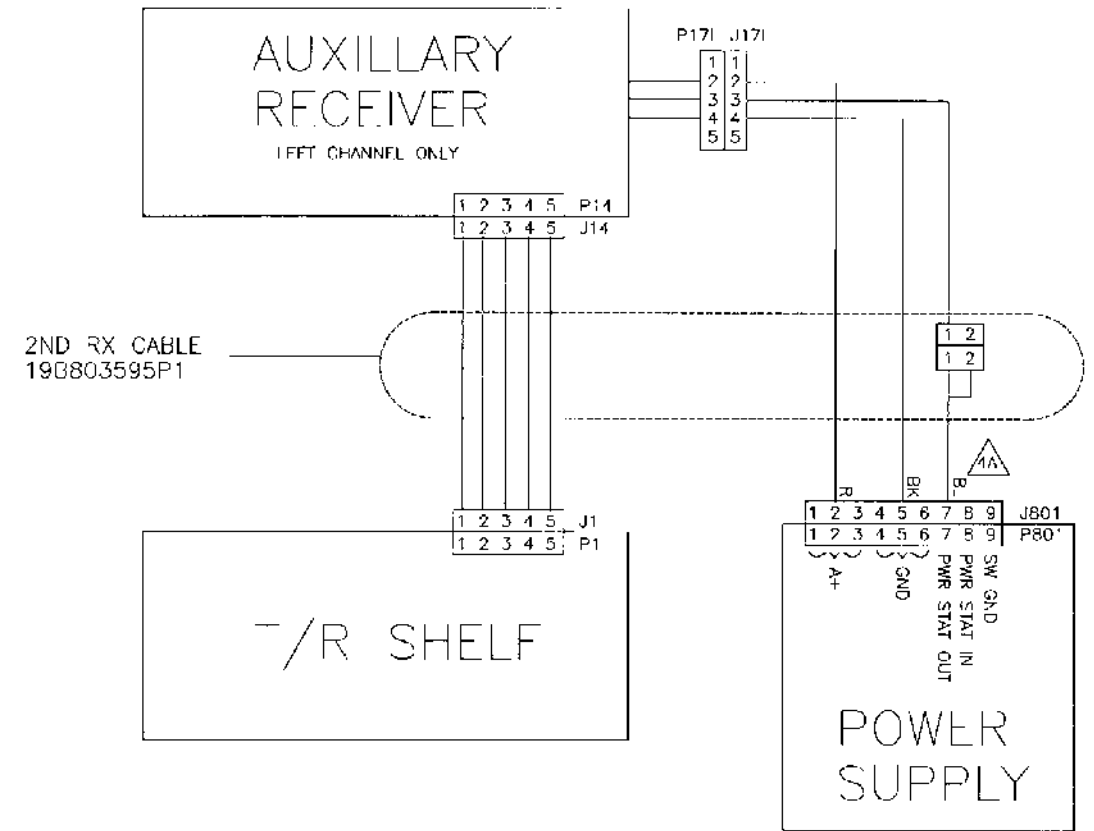 AUXILLARY
RECEIVER
LEFT CHANNEL ONLY
P171 J171
1 1
2 2
3 3
4 4
5 5
1 2 3 4 5 P14
1 2 3 4 5 J14
2ND RX CABLE
19B803595P1
1 2
1 2
R
BK
1 2 3 4 5 6 7 8 9 J801
1 2 3 4 5 6 7 8 9 P801
A+
GND
PWR STAT OUT
PWR STAT IN
SW GND
1 2 3 4 5 J1
1 2 3 4 5 P1
T/R SHELF
POWER
SUPPLY